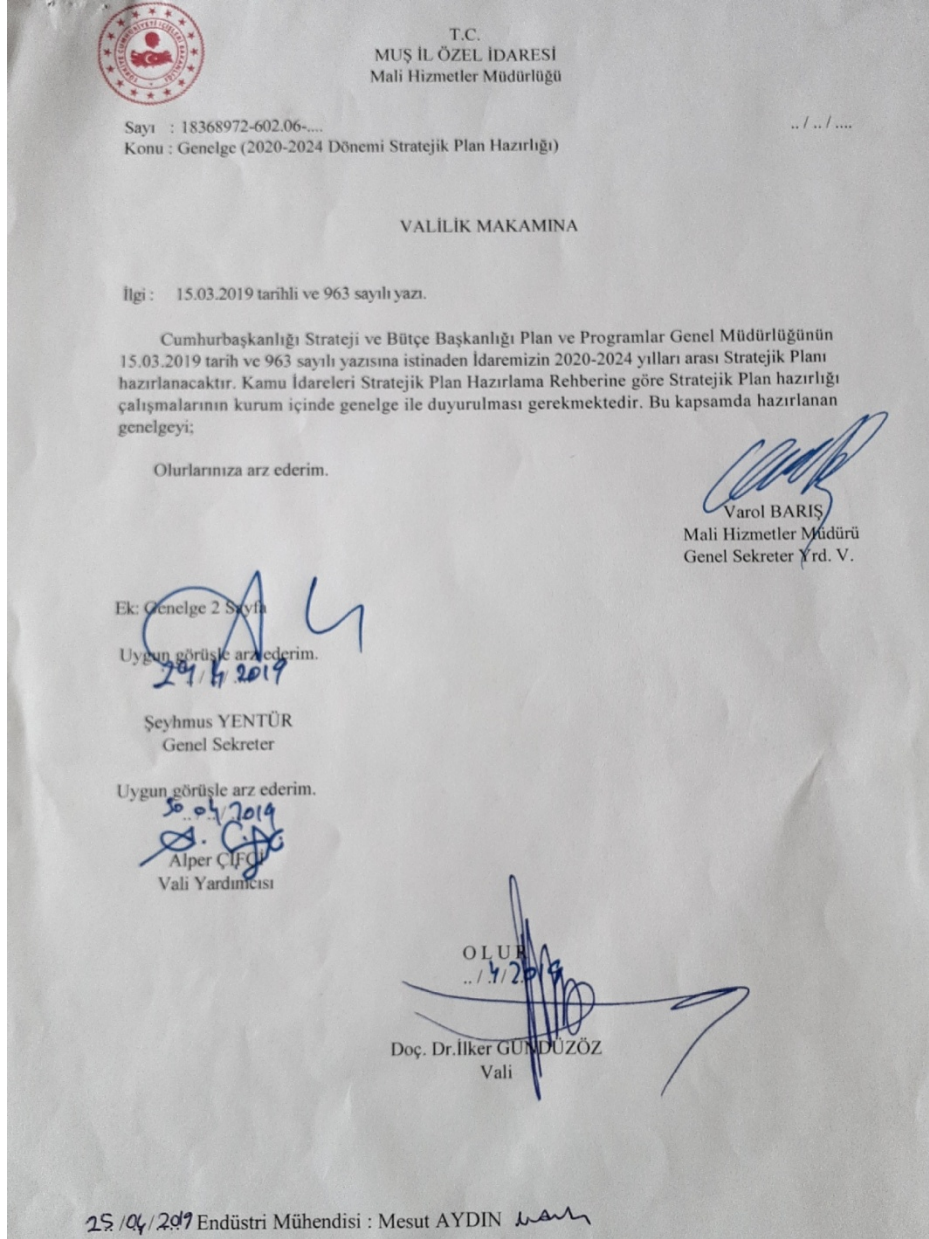 T.C.
MUŞ İL ÖZEL İDARESİ
Mali Hizmetler Müdürlüğü
Sayı : 18368972-602.06-....
../../....
Konu : Genelge (2020-2024 Dönemi Stratejik Plan Hazırlığı)
VALİLİK MAKAMINA
İlgi : 15.03.2019 tarihli ve 963 sayılı yazı.
Cumhurbaşkanlığı Strateji ve Bütçe Başkanlığı Plan ve Programlar Genel Müdürlüğünün
15.03.2019 tarih ve 963 sayılı yazısına istinaden İdaremizin 2020-2024 yılları arası Stratejik Planı
hazırlanacaktır. Kamu İdareleri Stratejik Plan Hazırlama Rehberine göre Stratejik Plan hazırlığı
çalışmalarının kurum içinde genelge ile duyurulması gerekmektedir. Bu kapsamda hazırlanan
genelgeyi;
Olurlarınıza arz ederim.
Varol BARIŞ
Mali Hizmetler Müdürü
Genel Sekreter Yrd. V.
Ek: Genelge 2 Sayfa
Uygun görüşle arz ederim.
29/4/2019
Şeyhmus YENTÜR
Genel Sekreter
Uygun görüşle arz ederim.
30.04/2019
Alper ÇİFÇİ
Vali Yardımcısı
OLUR
../4/2019
Doç. Dr.İlker GÜNDÜZÖZ
Vali
25/04/2019 Endüstri Mühendisi : Mesut AYDIN